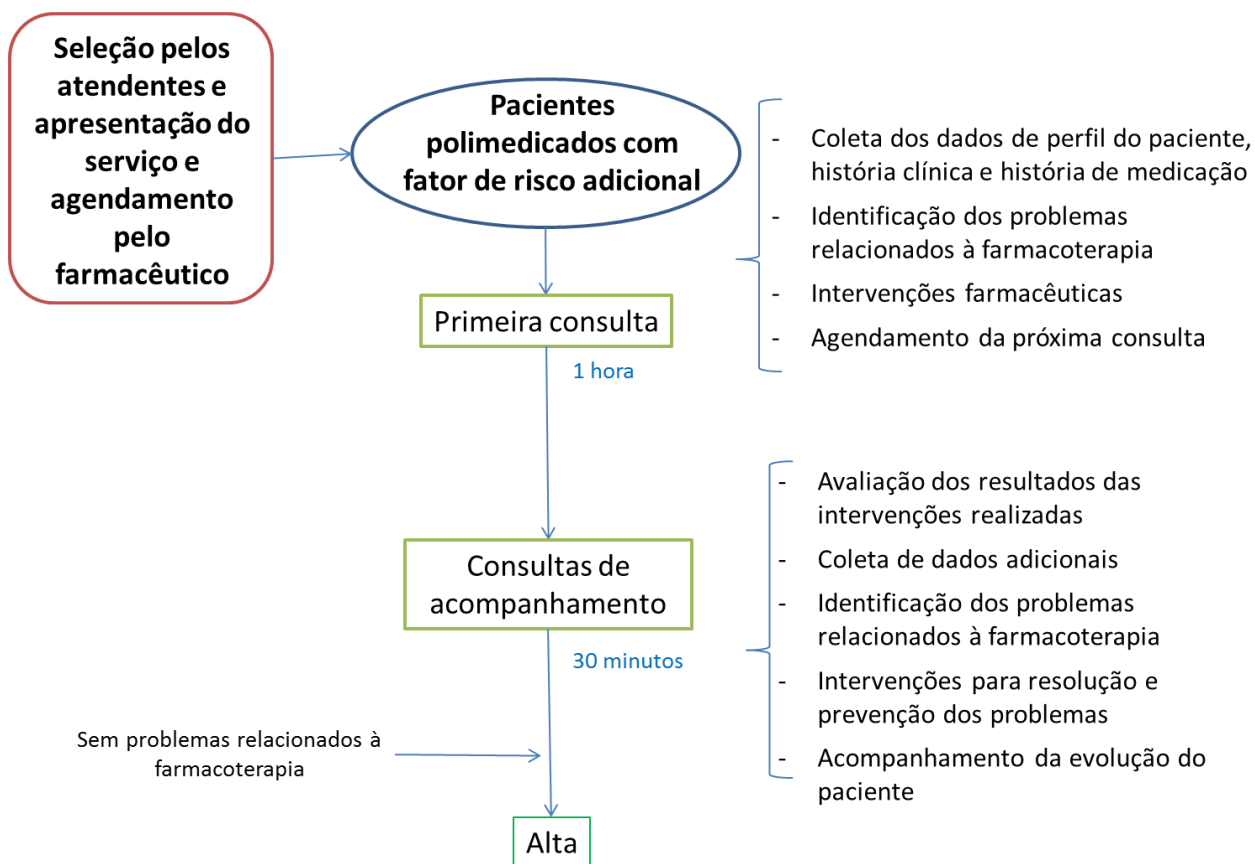 Seleção pelos
atendentes e
apresentação do
serviço e
agendamento
pelo
farmacêutico
Pacientes
polimedicados com
fator de risco adicional
- Coleta dos dados de perfil do paciente,
história clínica e história de medicação
- Identificação dos problemas
relacionados à farmacoterapia
- Intervenções farmacêuticas
- Agendamento da próxima consulta
Primeira consulta
1 hora
Consultas de
acompanhamento
30 minutos
- Avaliação dos resultados das
intervenções realizadas
- Coleta de dados adicionais
- Identificação dos problemas
relacionados à farmacoterapia
- Intervenções para resolução e
prevenção dos problemas
- Acompanhamento da evolução do
paciente
Sem problemas relacionados à
farmacoterapia
Alta